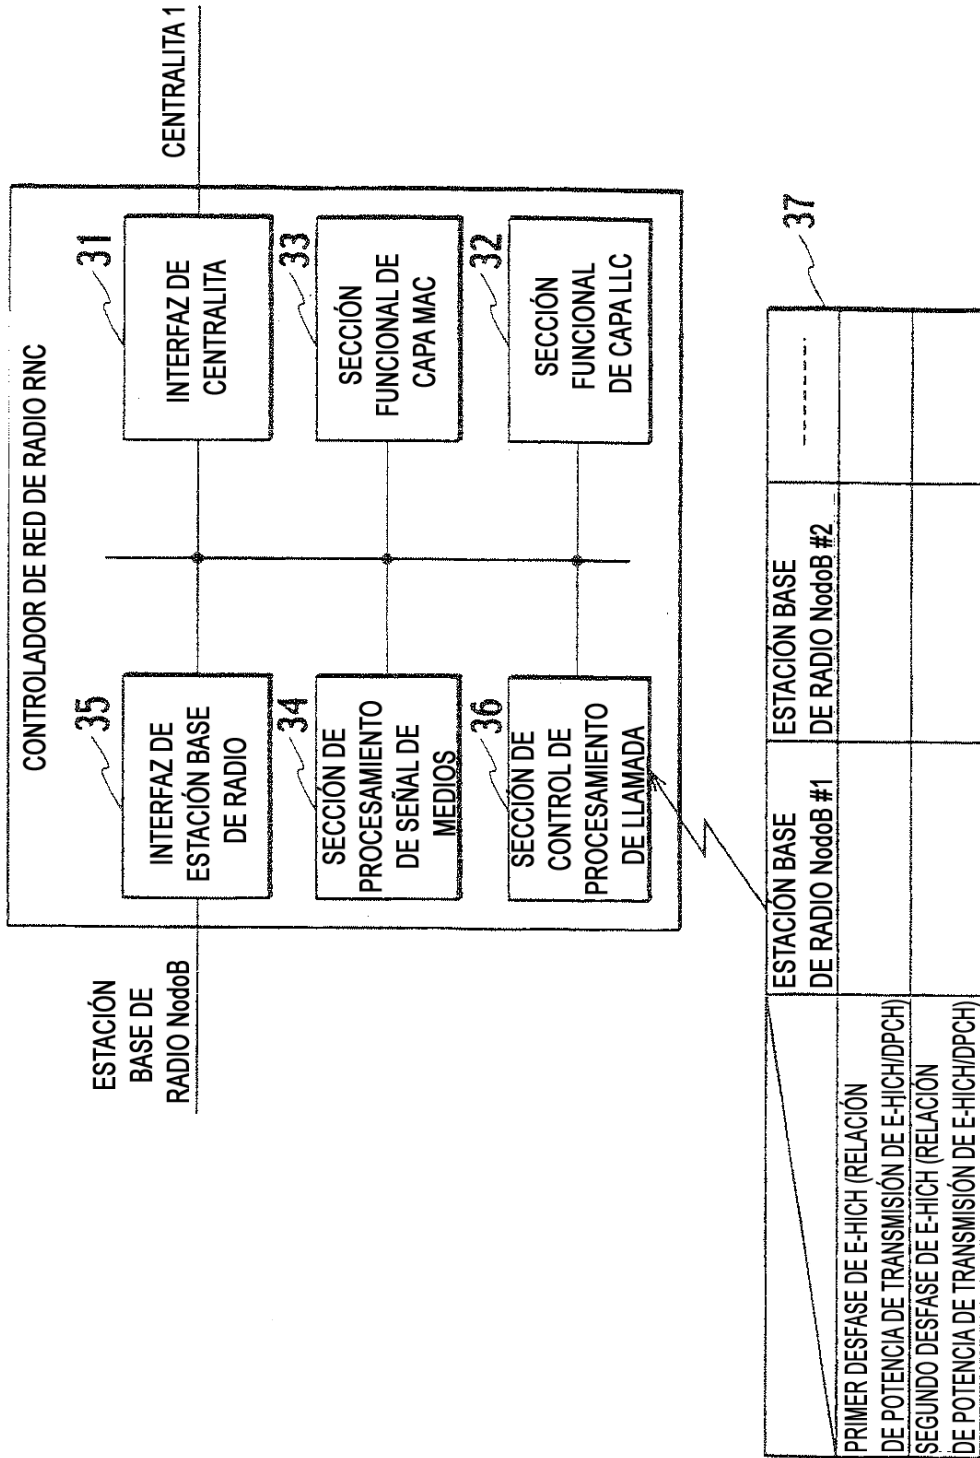 CONTROLADOR DE RED DE RADIO RNC
ESTACIÓN
BASE DE
RADIO NodoB
35
INTERFAZ DE
ESTACIÓN BASE
DE RADIO
31
INTERFAZ DE
CENTRALITA
CENTRALITA 1
34
SECCIÓN DE
PROCESAMIENTO
DE SEÑAL DE
MEDIOS
33
SECCIÓN
FUNCIONAL DE
CAPA MAC
36
SECCIÓN DE
CONTROL DE
PROCESAMIENTO
DE LLAMADA
32
SECCIÓN
FUNCIONAL
DE CAPA LLC
37
ESTACIÓN BASE
DE RADIO NodoB #1
ESTACIÓN BASE
DE RADIO NodoB #2
PRIMER DESFASE DE E-HICH (RELACIÓN
DE POTENCIA DE TRANSMISIÓN DE E-HICH/DPCH)
SEGUNDO DESFASE DE E-HICH (RELACIÓN
DE POTENCIA DE TRANSMISIÓN DE E-HICH/DPCH)